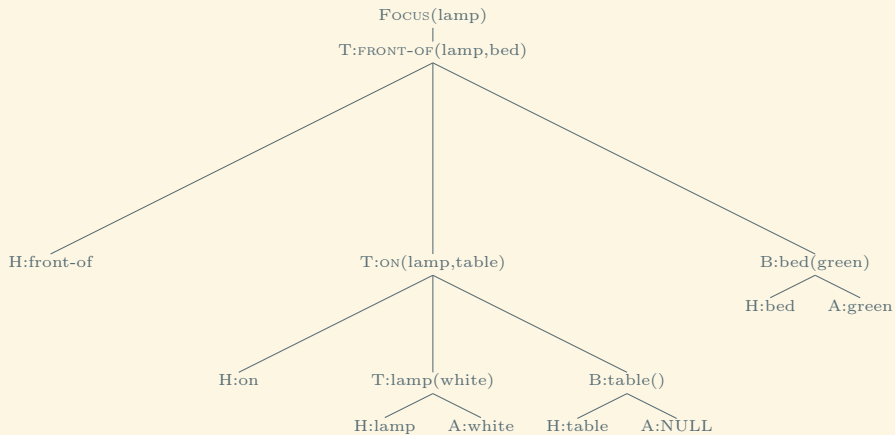 Focus(lamp)
T:front-of(lamp,bed)
H:front-of T:on(lamp,table) B:bed(green)
H:bed A:green
H:on T:lamp(white) B:table()
H:lamp A:white H:table A:NULL